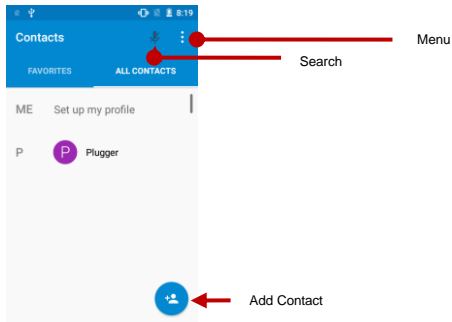 8:19
Contacts
Menu
Search
FAVORITES ALL CONTACTS
ME Set up my profile
P P Plugger
Add Contact